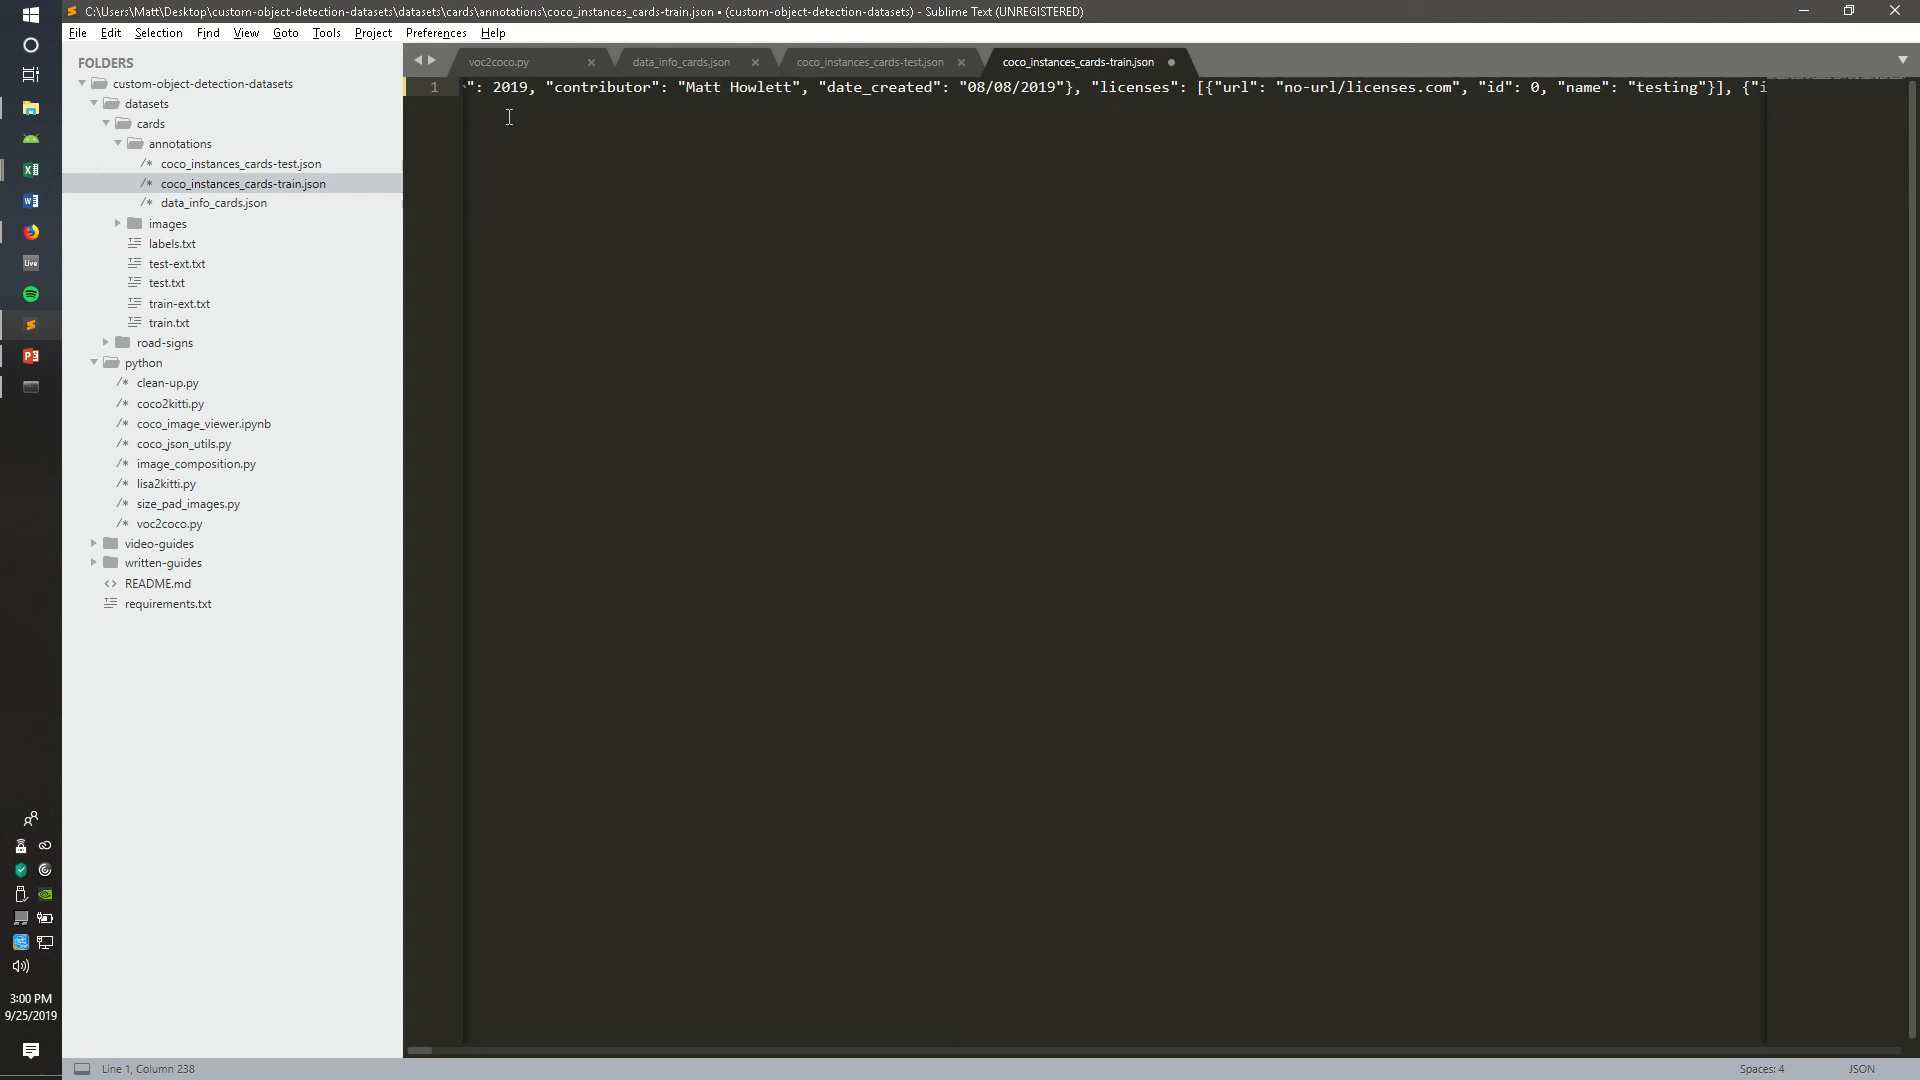 C:\Users\Matt\Desktop\custom-object-detection-datasets\datasets\cards\annotations\coco_instances_cards-train.json • (custom-object-detection-datasets) - Sublime Text (UNREGISTERED)
File Edit Selection Find View Goto Tools Project Preferences Help
FOLDERS
custom-object-detection-datasets
datasets
cards
annotations
/* coco_instances_cards-test.json
/* coco_instances_cards-train.json
/* data_info_cards.json
images
labels.txt
test-ext.txt
test.txt
train-ext.txt
train.txt
road-signs
python
/* clean-up.py
/* coco2kitti.py
/* coco_image_viewer.ipynb
/* coco_json_utils.py
/* image_composition.py
/* lisa2kitti.py
/* size_pad_images.py
/* voc2coco.py
video-guides
written-guides
<> README.md
requirements.txt
voc2coco.py × data_info_cards.json × coco_instances_cards-test.json × coco_instances_cards-train.json •
1 ": 2019, "contributor": "Matt Howlett", "date_created": "08/08/2019"}, "licenses": [{"url": "no-url/licenses.com", "id": 0, "name": "testing"}], {"i
Live
3:00 PM
9/25/2019
Line 1, Column 238
Spaces: 4
JSON